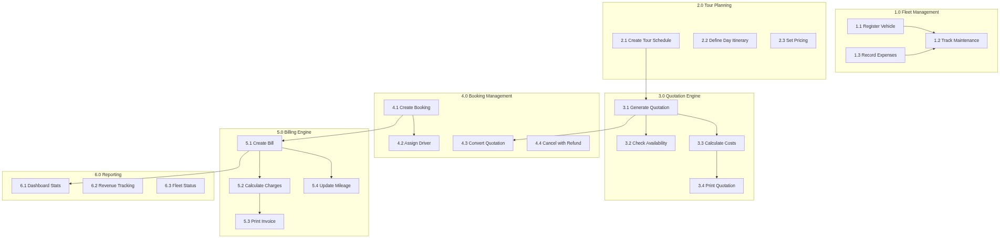 1.0 Fleet Management
1.1 Register Vehicle
1.2 Track Maintenance
1.3 Record Expenses
2.0 Tour Planning
2.1 Create Tour Schedule
2.2 Define Day Itinerary
2.3 Set Pricing
3.0 Quotation Engine
3.1 Generate Quotation
3.2 Check Availability
3.3 Calculate Costs
3.4 Print Quotation
4.0 Booking Management
4.1 Create Booking
4.2 Assign Driver
4.3 Convert Quotation
4.4 Cancel with Refund
5.0 Billing Engine
5.1 Create Bill
5.2 Calculate Charges
5.4 Update Mileage
5.3 Print Invoice
6.0 Reporting
6.1 Dashboard Stats
6.2 Revenue Tracking
6.3 Fleet Status